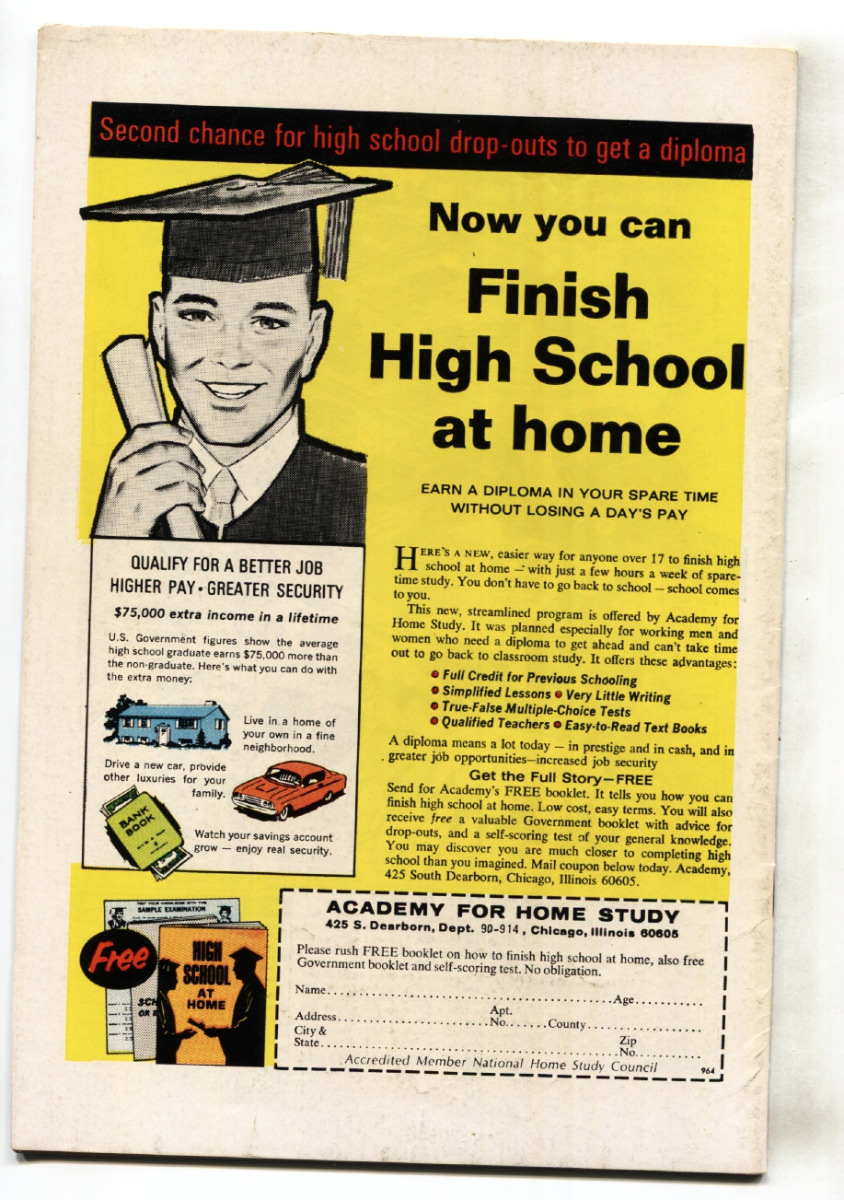 Second chance for high school drop-outs to get a diploma
Now you can
Finish
High School
at home
EARN A DIPLOMA IN YOUR SPARE TIME
WITHOUT LOSING A DAY'S PAY
QUALIFY FOR A BETTER JOB
HIGHER PAY • GREATER SECURITY
$75,000 extra income in a lifetime
U.S. Government figures show the average
high school graduate earns $75,000 more than
the non-graduate. Here's what you can do with
the extra money:
Live in a home of
your own in a fine
neighborhood.
Drive a new car, provide
other luxuries for your
family.
BANK
BOOK
Watch your savings account
grow — enjoy real security.
HERE'S A NEW, easier way for anyone over 17 to finish high
school at home — with just a few hours a week of spare-
time study. You don't have to go back to school — school comes
to you.
This new, streamlined program is offered by Academy for
Home Study. It was planned especially for working men and
women who need a diploma to get ahead and can't take time
out to go back to classroom study. It offers these advantages:
• Full Credit for Previous Schooling
• Simplified Lessons • Very Little Writing
• True-False Multiple-Choice Tests
• Qualified Teachers • Easy-to-Read Text Books
A diploma means a lot today — in prestige and in cash, and in
greater job opportunities—increased job security
Get the Full Story—FREE
Send for Academy's FREE booklet. It tells you how you can
finish high school at home. Low cost, easy terms. You will also
receive free a valuable Government booklet with advice for
drop-outs, and a self-scoring test of your general knowledge.
You may discover you are much closer to completing high
school than you imagined. Mail coupon below today. Academy,
425 South Dearborn, Chicago, Illinois 60605.
TEST YOUR KNOWLEDGE WITH THIS
SAMPLE EXAMINATION
Free
SCH
OR
HIGH
SCHOOL
AT
HOME
ACADEMY FOR HOME STUDY
425 S. Dearborn, Dept. 90-914, Chicago, Illinois 60605
Please rush FREE booklet on how to finish high school at home, also free
Government booklet and self-scoring test. No obligation.
Name.......................................................Age............
Apt.
Address..............................No.......County....................
City &
State....................................................
Zip
No............
Accredited Member National Home Study Council
964